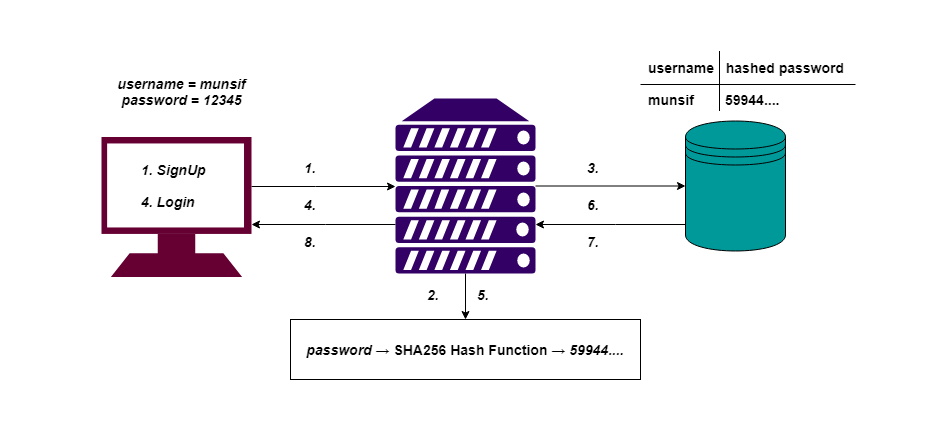 username = munsif
password = 12345
username hashed password
munsif 59944....
1. SignUp
4. Login
1.
4.
8.
3.
6.
7.
2. 5.
password → SHA256 Hash Function → 59944....